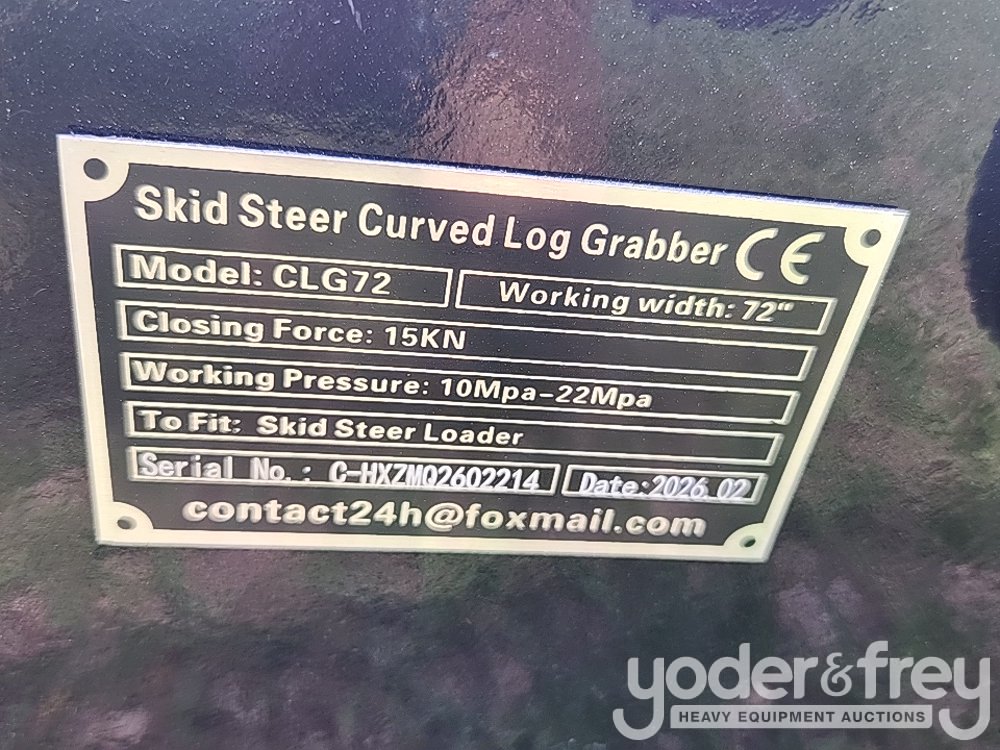 Skid Steer Curved Log Grabber CE
Model: CLG72
Working width: 72"
Closing Force: 15KN
Working Pressure: 10Mpa-22Mpa
To Fit: Skid Steer Loader
Serial No.: C-HXZMQ2602214
Date:2026.02
contact24h@foxmail.com
yoder&frey
HEAVY EQUIPMENT AUCTIONS